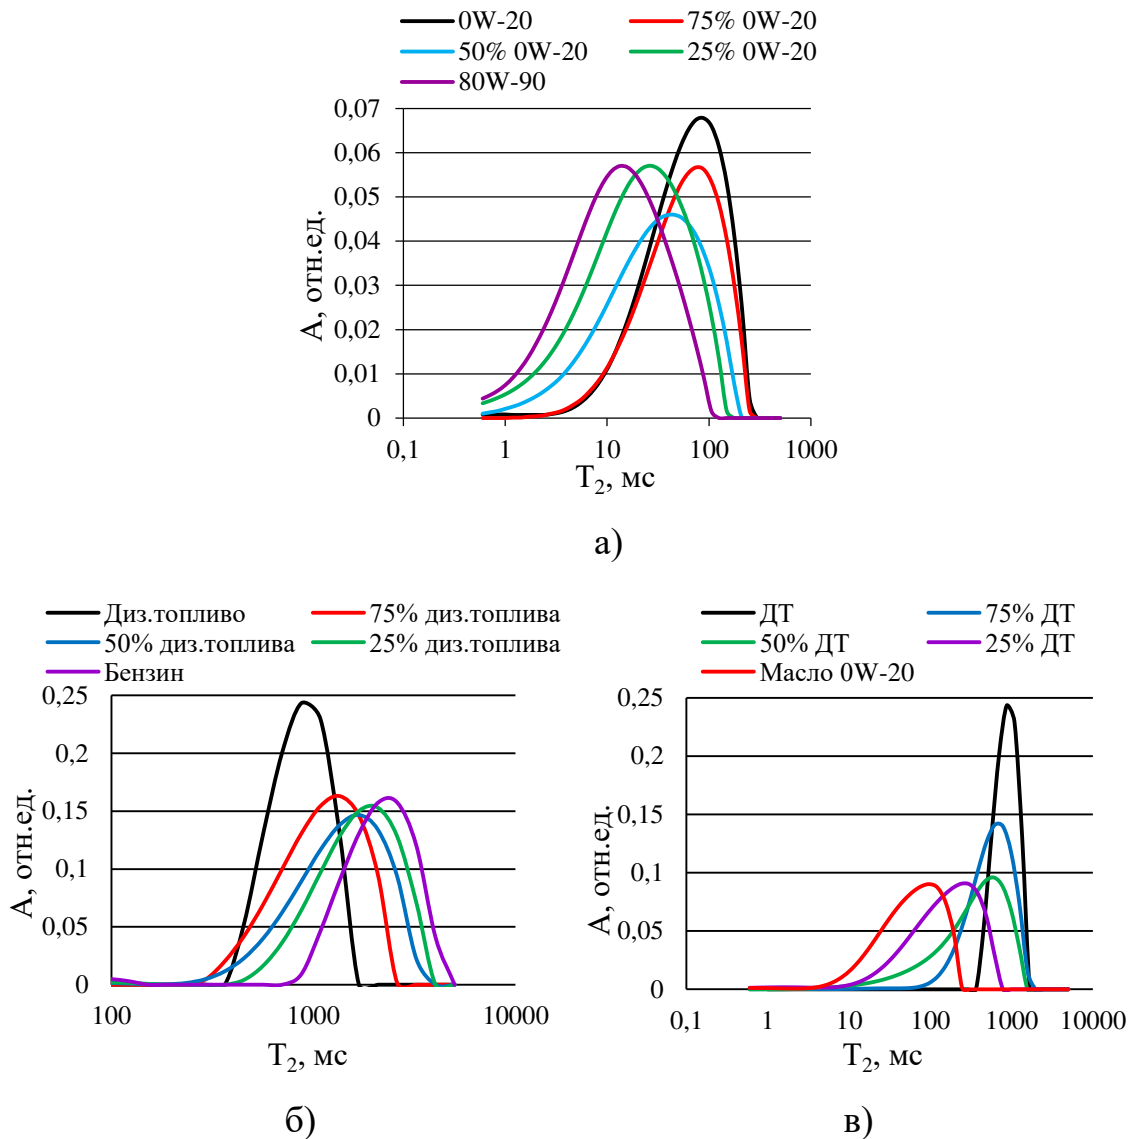 0W-20 75% 0W-20
50% 0W-20 25% 0W-20
80W-90
0,07
0,06
0,05
0,04
0,03
0,02
0,01
0
А, отн.ед.
0,1 1 10 100 1000
T2, мс
а)
Диз.топливо 75% диз.топлива
50% диз.топлива 25% диз.топлива
Бензин
0,25
0,2
0,15
0,1
0,05
0
А, отн.ед.
100 1000 10000
T2, мс
б)
ДТ 75% ДТ
50% ДТ 25% ДТ
Масло 0W-20
0,25
0,2
0,15
0,1
0,05
0
А, отн.ед.
0,1 1 10 100 1000 10000
T2, мс
в)